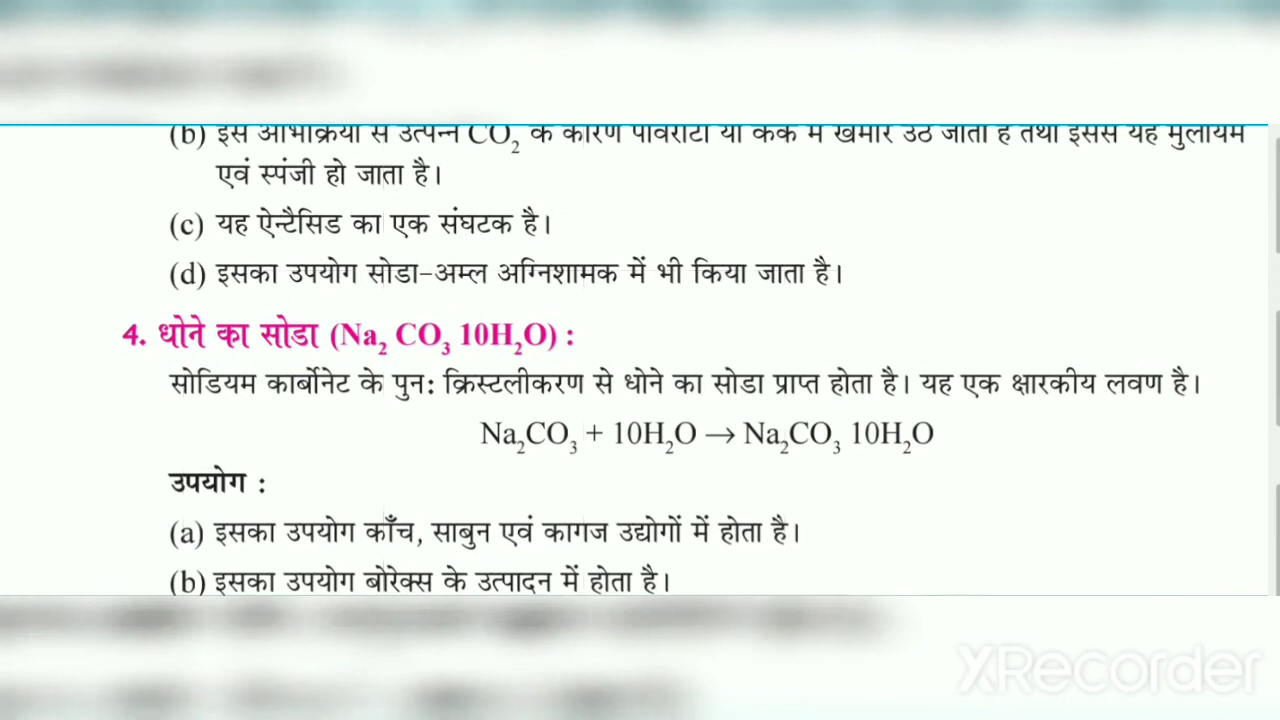 (b) इस अभिक्रिया से उत्पन्न CO₂ के कारण पावरोटी या केक में खमीर उठ जाता है तथा इससे यह मुलायम
एवं स्पंजी हो जाता है।
(c) यह ऐन्टैसिड का एक संघटक है।
(d) इसका उपयोग सोडा-अम्ल अग्निशामक में भी किया जाता है।
4. धोने का सोडा (Na₂ CO₃ 10H₂O) :
सोडियम कार्बोनेट के पुन: क्रिस्टलीकरण से धोने का सोडा प्राप्त होता है। यह एक क्षारकीय लवण है।
Na₂CO₃ + 10H₂O → Na₂CO₃ 10H₂O
उपयोग :
(a) इसका उपयोग काँच, साबुन एवं कागज उद्योगों में होता है।
(b) इसका उपयोग बोरेक्स के उत्पादन में होता है।
XRecorder